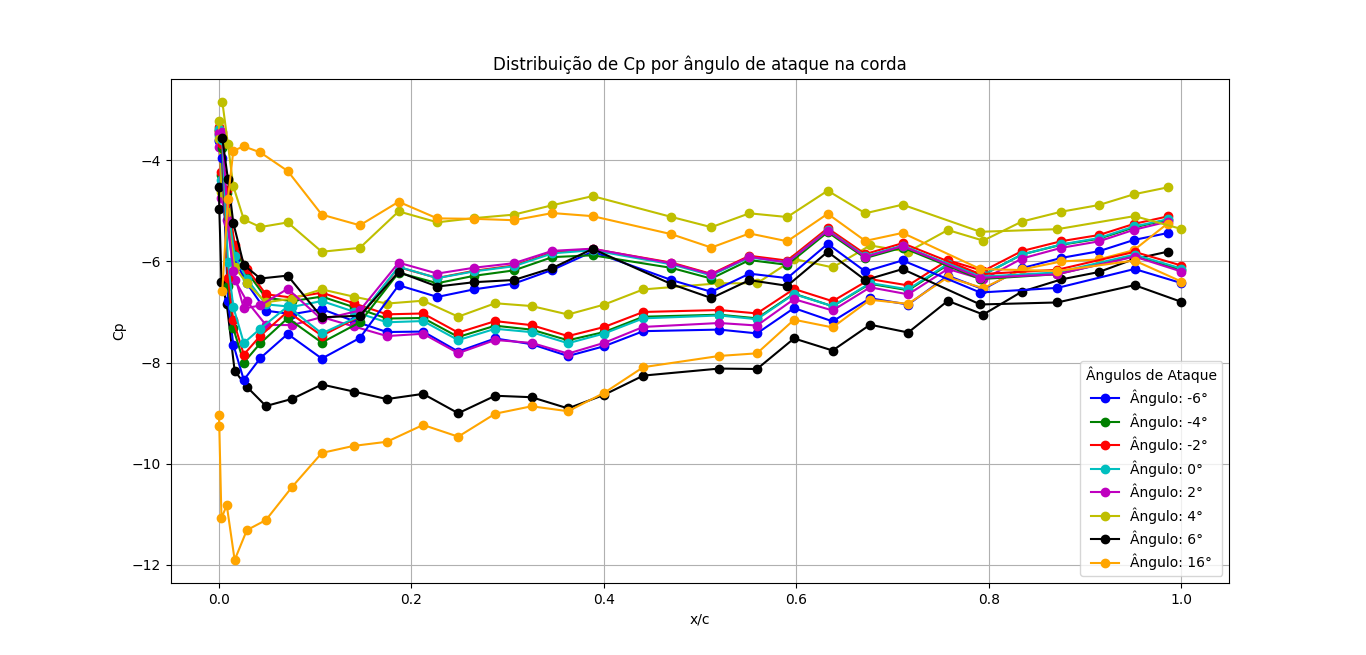 Distribuição de Cp por ângulo de ataque na corda
Cp
−4
−6
−8
−10
−12
0.0 0.2 0.4 0.6 0.8 1.0
x/c
Ângulos de Ataque
Ângulo: -6°
Ângulo: -4°
Ângulo: -2°
Ângulo: 0°
Ângulo: 2°
Ângulo: 4°
Ângulo: 6°
Ângulo: 16°